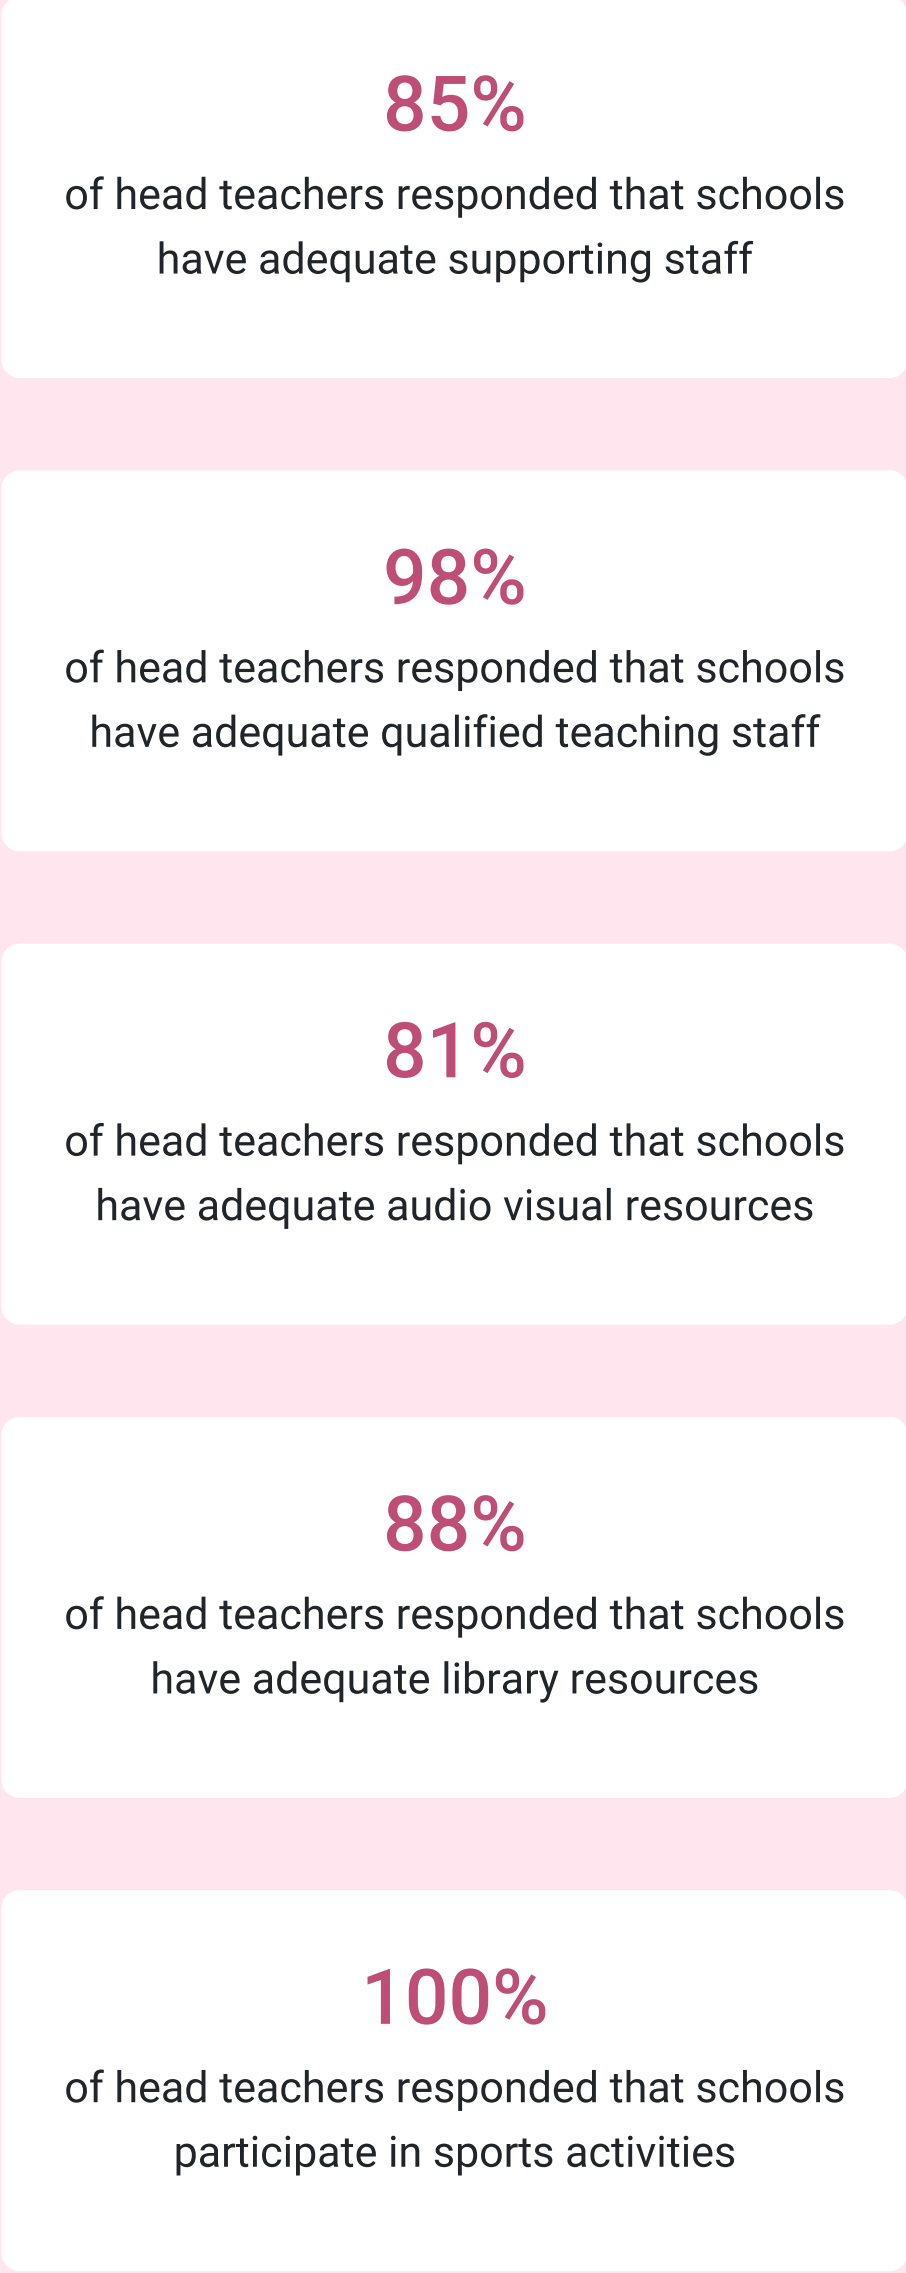 85%
of head teachers responded that schools
have adequate supporting staff
98%
of head teachers responded that schools
have adequate qualified teaching staff
81%
of head teachers responded that schools
have adequate audio visual resources
88%
of head teachers responded that schools
have adequate library resources
100%
of head teachers responded that schools
participate in sports activities